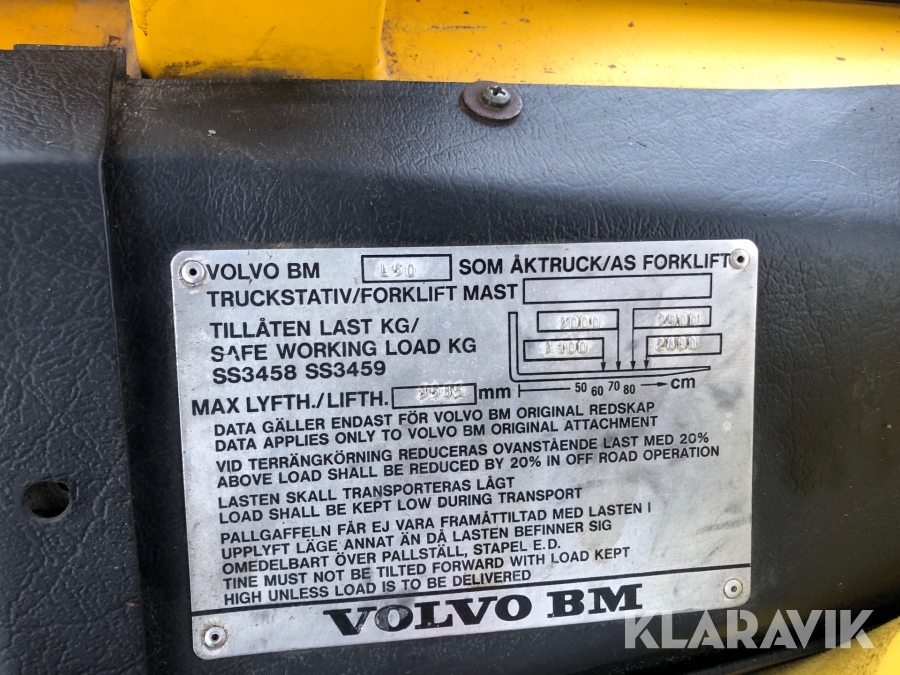 VOLVO BM L50 SOM ÅKTRUCK/AS FORKLIFT
TRUCKSTATIV/FORKLIFT MAST
TILLÅTEN LAST KG/
SAFE WORKING LOAD KG
SS3458 SS3459
2000
50 60 70 80 cm
MAX LYFTH./LIFTH. mm
DATA GÄLLER ENDAST FÖR VOLVO BM ORIGINAL REDSKAP
DATA APPLIES ONLY TO VOLVO BM ORIGINAL ATTACHMENT
VID TERRÄNGKÖRNING REDUCERAS OVANSTÅENDE LAST MED 20%
ABOVE LOAD SHALL BE REDUCED BY 20% IN OFF ROAD OPERATION
LASTEN SKALL TRANSPORTERAS LÅGT
LOAD SHALL BE KEPT LOW DURING TRANSPORT
PALLGAFFELN FÅR EJ VARA FRAMÅTTILTAD MED LASTEN I
UPPLYFT LÄGE ANNAT ÄN DÅ LASTEN BEFINNER SIG
OMEDELBART ÖVER PALLSTÄLL, STAPEL E.D.
TINE MUST NOT BE TILTED FORWARD WITH LOAD KEPT
HIGH UNLESS LOAD IS TO BE DELIVERED
VOLVO BM
KLARAVIK